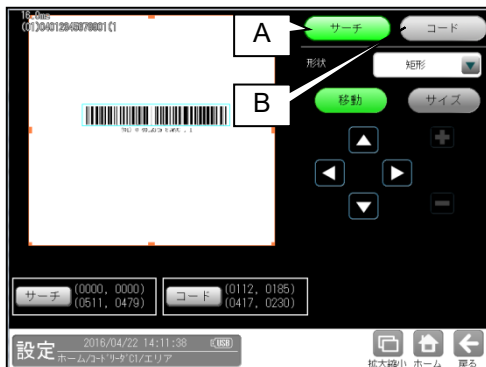 16.0ms
(01)04012345678901(1
A
サーチ
コード
形状
矩形
B
移動
サイズ
サーチ
(0000, 0000)
(0511, 0479)
コード
(0112, 0185)
(0417, 0230)
設定
2016/04/22 14:11:38
USB
ホーム/コードリーダC1/エリア
拡大縮小
ホーム
戻る